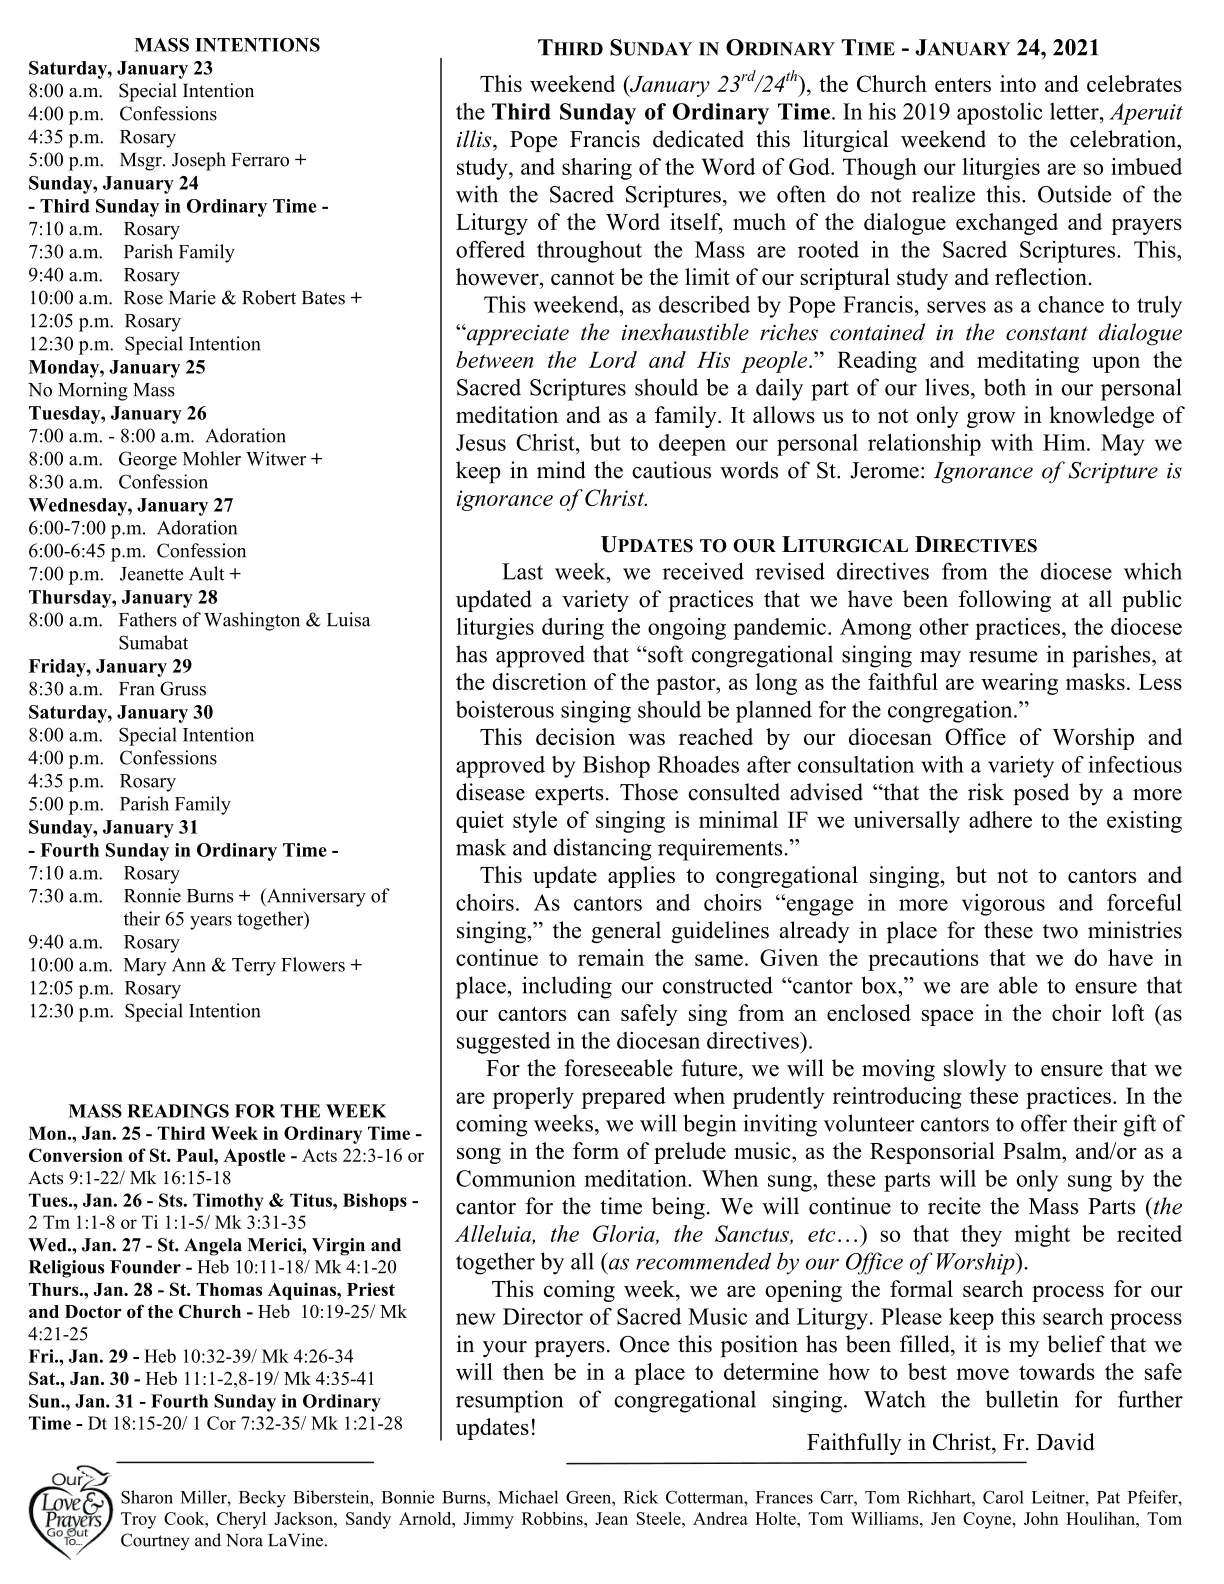 MASS INTENTIONS
Saturday, January 23
8:00 a.m. Special Intention
4:00 p.m. Confessions
4:35 p.m. Rosary
5:00 p.m. Msgr. Joseph Ferraro +
Sunday, January 24
- Third Sunday in Ordinary Time -
7:10 a.m. Rosary
7:30 a.m. Parish Family
9:40 a.m. Rosary
10:00 a.m. Rose Marie & Robert Bates +
12:05 p.m. Rosary
12:30 p.m. Special Intention
Monday, January 25
No Morning Mass
Tuesday, January 26
7:00 a.m. - 8:00 a.m. Adoration
8:00 a.m. George Mohler Witwer +
8:30 a.m. Confession
Wednesday, January 27
6:00-7:00 p.m. Adoration
6:00-6:45 p.m. Confession
7:00 p.m. Jeanette Ault +
Thursday, January 28
8:00 a.m. Fathers of Washington & Luisa
Sumabat
Friday, January 29
8:30 a.m. Fran Gruss
Saturday, January 30
8:00 a.m. Special Intention
4:00 p.m. Confessions
4:35 p.m. Rosary
5:00 p.m. Parish Family
Sunday, January 31
- Fourth Sunday in Ordinary Time -
7:10 a.m. Rosary
7:30 a.m. Ronnie Burns + (Anniversary of
their 65 years together)
9:40 a.m. Rosary
10:00 a.m. Mary Ann & Terry Flowers +
12:05 p.m. Rosary
12:30 p.m. Special Intention
MASS READINGS FOR THE WEEK
Mon., Jan. 25 - Third Week in Ordinary Time -
Conversion of St. Paul, Apostle - Acts 22:3-16 or
Acts 9:1-22/ Mk 16:15-18
Tues., Jan. 26 - Sts. Timothy & Titus, Bishops -
2 Tm 1:1-8 or Ti 1:1-5/ Mk 3:31-35
Wed., Jan. 27 - St. Angela Merici, Virgin and
Religious Founder - Heb 10:11-18/ Mk 4:1-20
Thurs., Jan. 28 - St. Thomas Aquinas, Priest
and Doctor of the Church - Heb 10:19-25/ Mk
4:21-25
Fri., Jan. 29 - Heb 10:32-39/ Mk 4:26-34
Sat., Jan. 30 - Heb 11:1-2,8-19/ Mk 4:35-41
Sun., Jan. 31 - Fourth Sunday in Ordinary
Time - Dt 18:15-20/ 1 Cor 7:32-35/ Mk 1:21-28
THIRD SUNDAY IN ORDINARY TIME - JANUARY 24, 2021
This weekend (January 23rd/24th), the Church enters into and celebrates
the Third Sunday of Ordinary Time. In his 2019 apostolic letter, Aperuit
illis, Pope Francis dedicated this liturgical weekend to the celebration,
study, and sharing of the Word of God. Though our liturgies are so imbued
with the Sacred Scriptures, we often do not realize this. Outside of the
Liturgy of the Word itself, much of the dialogue exchanged and prayers
offered throughout the Mass are rooted in the Sacred Scriptures. This,
however, cannot be the limit of our scriptural study and reflection.
This weekend, as described by Pope Francis, serves as a chance to truly
“appreciate the inexhaustible riches contained in the constant dialogue
between the Lord and His people.” Reading and meditating upon the
Sacred Scriptures should be a daily part of our lives, both in our personal
meditation and as a family. It allows us to not only grow in knowledge of
Jesus Christ, but to deepen our personal relationship with Him. May we
keep in mind the cautious words of St. Jerome: Ignorance of Scripture is
ignorance of Christ.
UPDATES TO OUR LITURGICAL DIRECTIVES
Last week, we received revised directives from the diocese which
updated a variety of practices that we have been following at all public
liturgies during the ongoing pandemic. Among other practices, the diocese
has approved that “soft congregational singing may resume in parishes, at
the discretion of the pastor, as long as the faithful are wearing masks. Less
boisterous singing should be planned for the congregation.”
This decision was reached by our diocesan Office of Worship and
approved by Bishop Rhoades after consultation with a variety of infectious
disease experts. Those consulted advised “that the risk posed by a more
quiet style of singing is minimal IF we universally adhere to the existing
mask and distancing requirements.”
This update applies to congregational singing, but not to cantors and
choirs. As cantors and choirs “engage in more vigorous and forceful
singing,” the general guidelines already in place for these two ministries
continue to remain the same. Given the precautions that we do have in
place, including our constructed “cantor box,” we are able to ensure that
our cantors can safely sing from an enclosed space in the choir loft (as
suggested in the diocesan directives).
For the foreseeable future, we will be moving slowly to ensure that we
are properly prepared when prudently reintroducing these practices. In the
coming weeks, we will begin inviting volunteer cantors to offer their gift of
song in the form of prelude music, as the Responsorial Psalm, and/or as a
Communion meditation. When sung, these parts will be only sung by the
cantor for the time being. We will continue to recite the Mass Parts (the
Alleluia, the Gloria, the Sanctus, etc…) so that they might be recited
together by all (as recommended by our Office of Worship).
This coming week, we are opening the formal search process for our
new Director of Sacred Music and Liturgy. Please keep this search process
in your prayers. Once this position has been filled, it is my belief that we
will then be in a place to determine how to best move towards the safe
resumption of congregational singing. Watch the bulletin for further
updates!
Faithfully in Christ, Fr. David
Our
Love &
Prayers
Go Out
To...
Sharon Miller, Becky Biberstein, Bonnie Burns, Michael Green, Rick Cotterman, Frances Carr, Tom Richhart, Carol Leitner, Pat Pfeifer,
Troy Cook, Cheryl Jackson, Sandy Arnold, Jimmy Robbins, Jean Steele, Andrea Holte, Tom Williams, Jen Coyne, John Houlihan, Tom
Courtney and Nora LaVine.